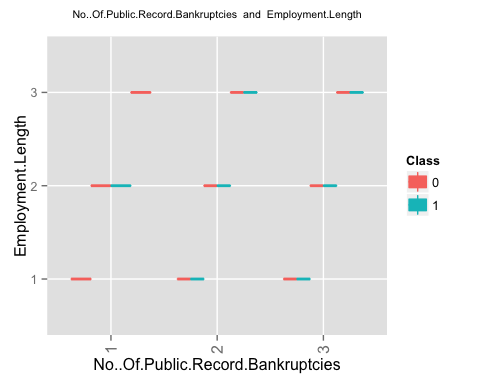 No..Of.Public.Record.Bankruptcies and Employment.Length
3
2
1
Employment.Length
1
2
3
No..Of.Public.Record.Bankruptcies
Class
0
1